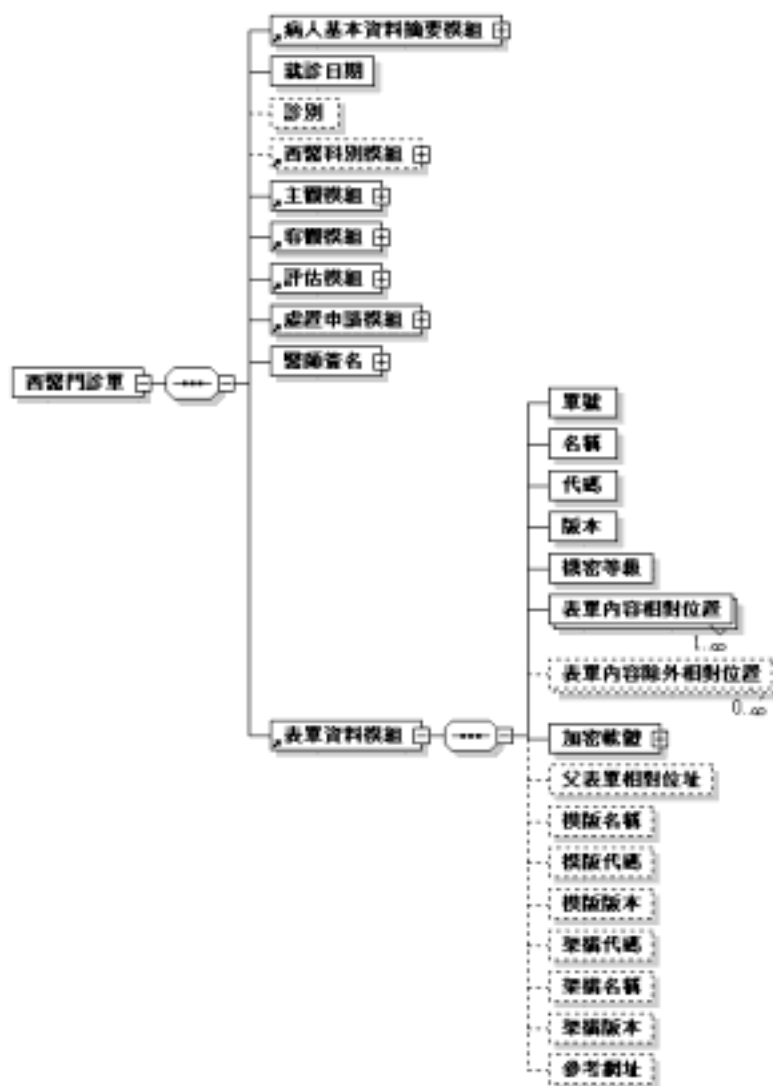 病人基本資料摘要模組
就診日期
診別
西醫科別模組
主觀模組
客觀模組
評估模組
處置申請模組
醫師簽名
西醫門診單
單號
名稱
代碼
版本
機密等級
表單內容相對位置
1..∞
表單內容除外相對位置
0..∞
表單資料模組
加密軟體
父表單相對位址
模版名稱
模版代碼
模版版本
架構代碼
架構名稱
架構版本
參考網址